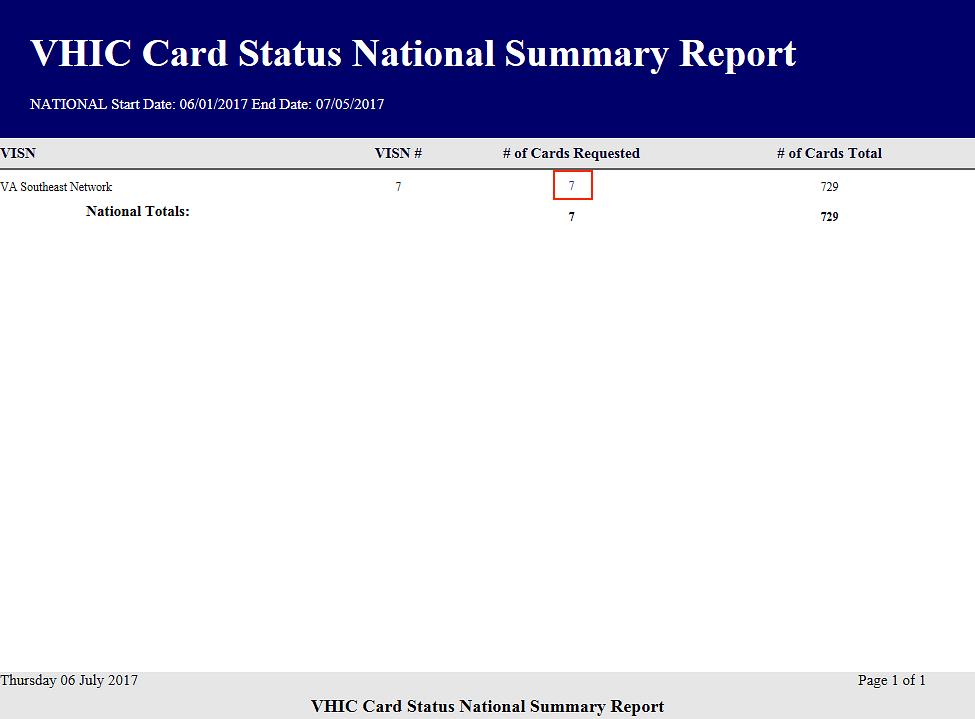 VHIC Card Status National Summary Report
NATIONAL Start Date: 06/01/2017 End Date: 07/05/2017
VISN VISN # # of Cards Requested # of Cards Total
VA Southeast Network 7 7 729
National Totals: 7 729
Thursday 06 July 2017 Page 1 of 1
VHIC Card Status National Summary Report